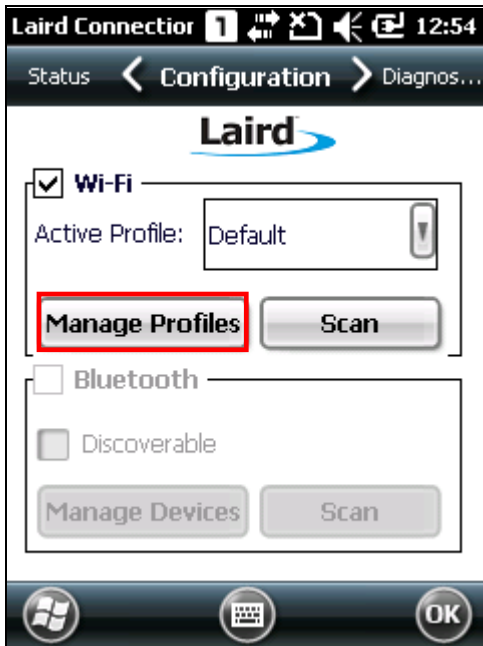 Laird Connection 1 12:54
Status Configuration Diagnos...
Laird
Wi-Fi
Active Profile: Default
Manage Profiles Scan
Bluetooth
Discoverable
Manage Devices Scan
OK